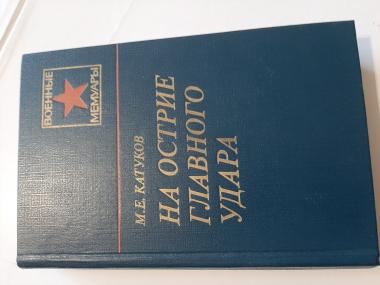 ВОЕННЫЕ
МЕМУАРЫ
М.Е. КАТУКОВ
НА ОСТРИЕ
ГЛАВНОГО
УДАРА